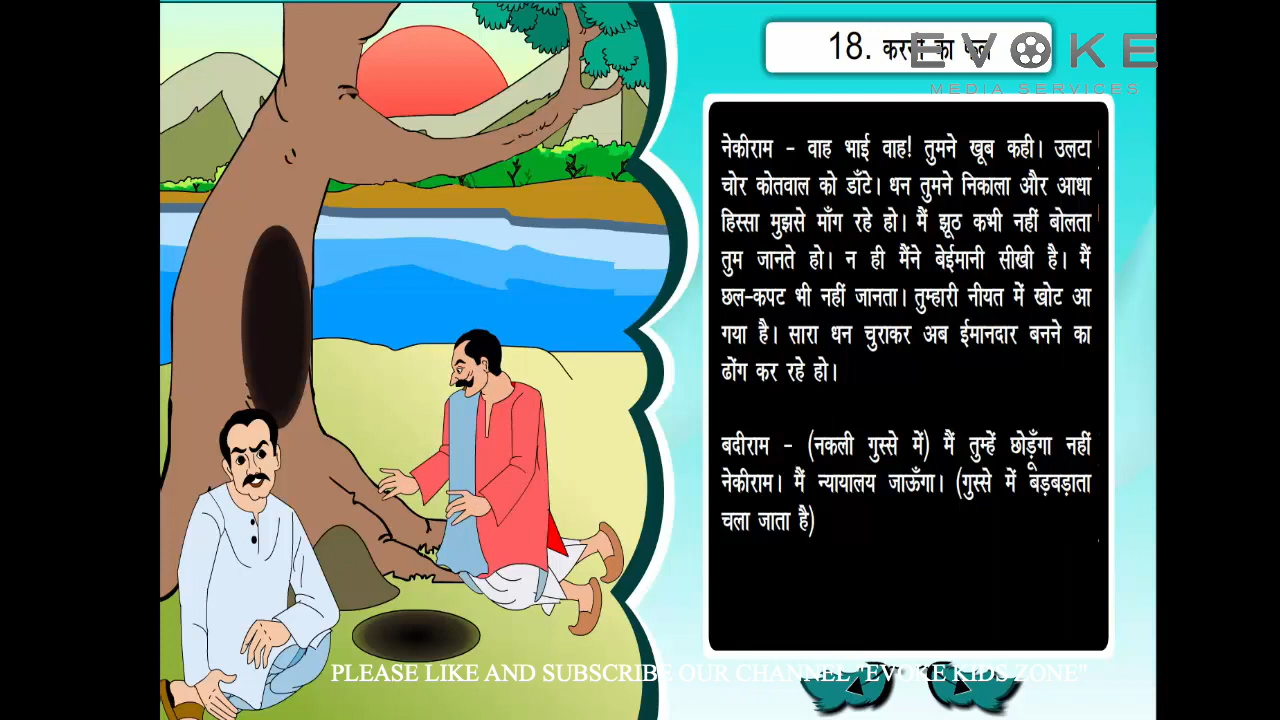 18. करनी का फल
EVOKE
MEDIA SERVICES
नेकीराम - वाह भाई वाह! तुमने खूब कही। उलटा
चोर कोतवाल को डाँटे। धन तुमने निकाला और आधा
हिस्सा मुझसे माँग रहे हो। मैं झूठ कभी नहीं बोलता
तुम जानते हो। न ही मैंने बेईमानी सीखी है। मैं
छल-कपट भी नहीं जानता। तुम्हारी नीयत में खोट आ
गया है। सारा धन चुराकर अब ईमानदार बनने का
ढोंग कर रहे हो।
बदीराम - (नकली गुस्से में) मैं तुम्हें छोड़ूँगा नहीं
नेकीराम। मैं न्यायालय जाऊँगा। (गुस्से में बड़बड़ाता
चला जाता है)
PLEASE LIKE AND SUBSCRIBE OUR CHANNEL "EVOKE KIDS ZONE"